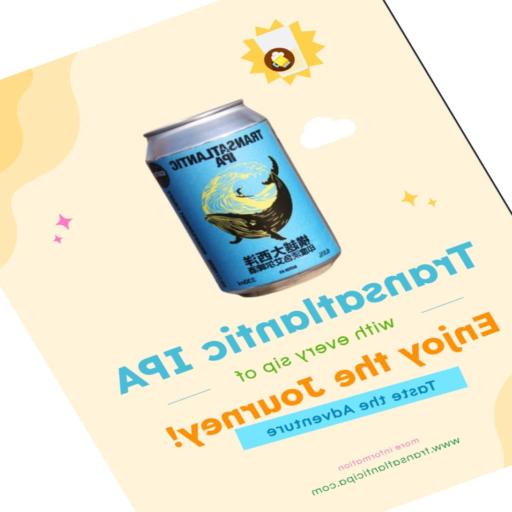 TRANSATLANTIC
IPA
横越大西洋
330ml
Transatlantic IPA
with every sip of
Enjoy the Journey!
Taste the Adventure
more information
www.transatlanticipa.com